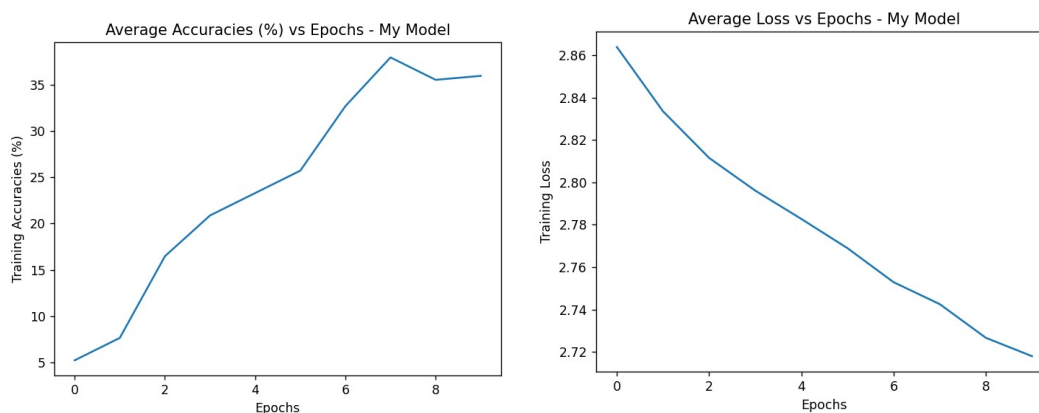 Average Accuracies (%) vs Epochs - My Model
Training Accuracies (%)
35
30
25
20
15
10
5
0 2 4 6 8
Epochs
Average Loss vs Epochs - My Model
Training Loss
2.86
2.84
2.82
2.80
2.78
2.76
2.74
2.72
0 2 4 6 8
Epochs